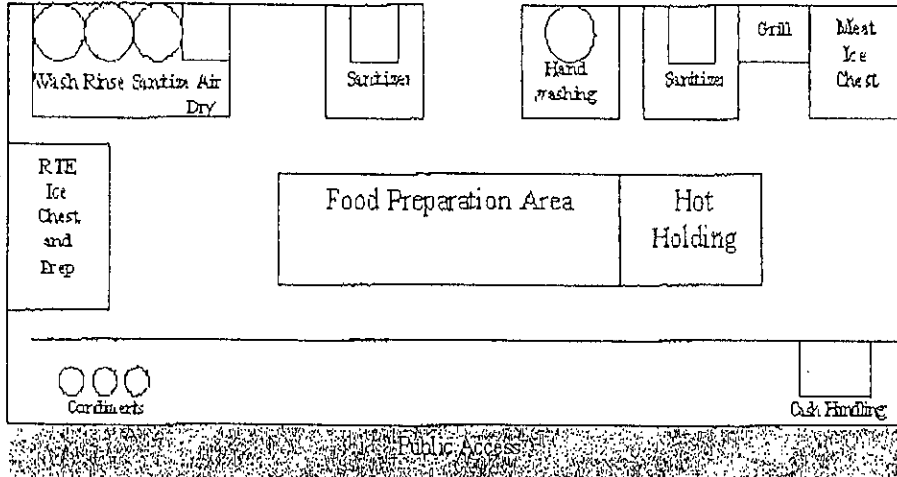 Wash Rinse Sanitize Air
Dry
Sanitizer
Hand
washing
Sanitizer
Grill
Meat
Ice
Chest
RTE
Ice
Chest
and
Prep
Food Preparation Area
Hot
Holding
Condiments
Cash Handling
Public Access